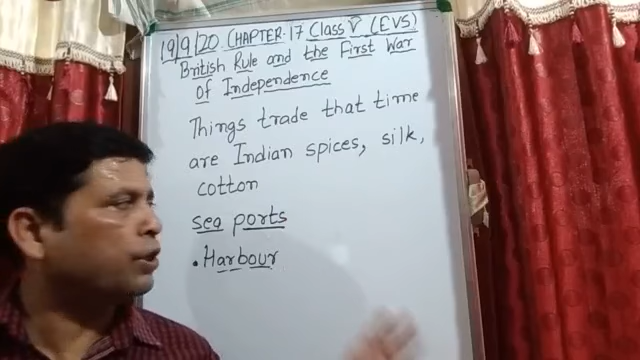 19/9/20 CHAPTER-17 Class V (EVS)
British Rule and the First War
Of Independence
Things trade that time
are Indian spices, silk,
cotton
sea ports
• Harbour